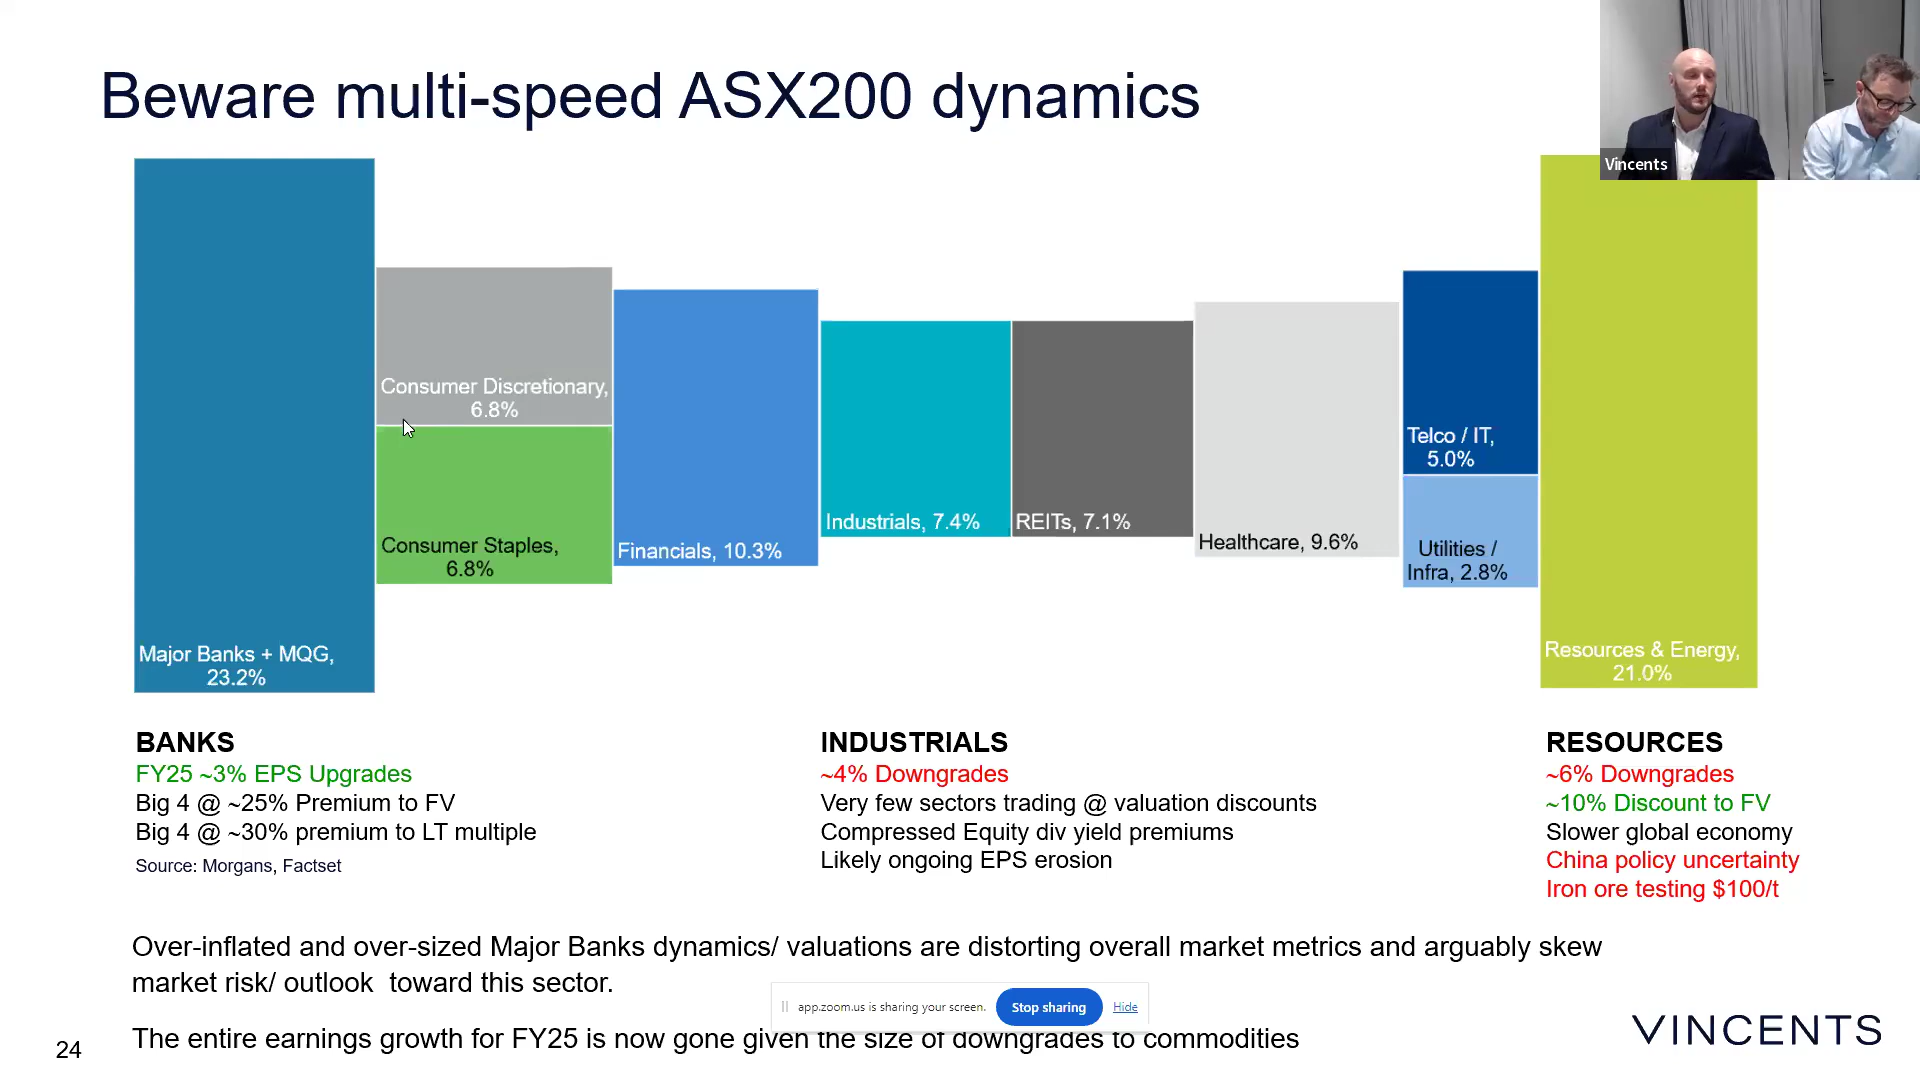 Beware multi-speed ASX200 dynamics
Vincents
Major Banks + MQG,
23.2%
Consumer Discretionary,
6.8%
Consumer Staples,
6.8%
Financials, 10.3%
Industrials, 7.4%
REITs, 7.1%
Healthcare, 9.6%
Telco / IT,
5.0%
Utilities /
Infra, 2.8%
Resources & Energy,
21.0%
BANKS
FY25 ~3% EPS Upgrades
Big 4 @ ~25% Premium to FV
Big 4 @ ~30% premium to LT multiple
Source: Morgans, Factset
INDUSTRIALS
~4% Downgrades
Very few sectors trading @ valuation discounts
Compressed Equity div yield premiums
Likely ongoing EPS erosion
RESOURCES
~6% Downgrades
~10% Discount to FV
Slower global economy
China policy uncertainty
Iron ore testing $100/t
Over-inflated and over-sized Major Banks dynamics/ valuations are distorting overall market metrics and arguably skew
market risk/ outlook toward this sector.
app.zoom.us is sharing your screen.
Stop sharing
Hide
The entire earnings growth for FY25 is now gone given the size of downgrades to commodities
24
VINCENTS